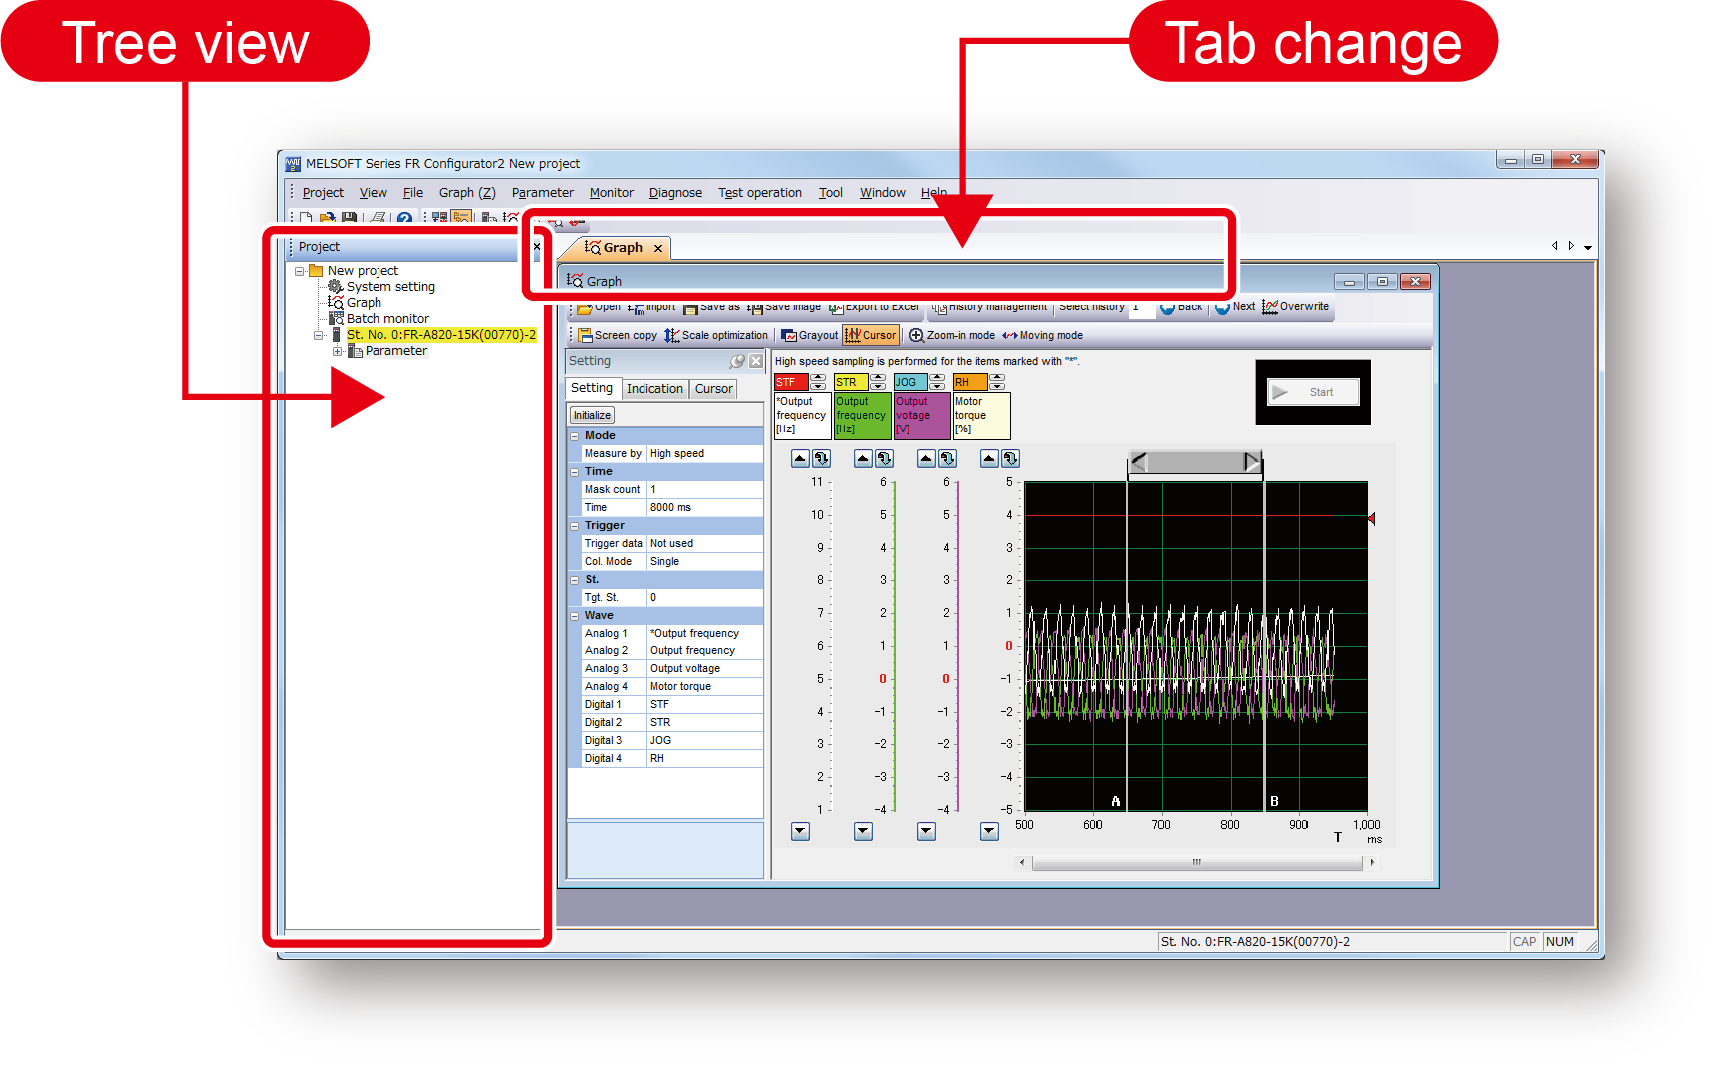 Tree view
Tab change
MELSOFT Series FR Configurator2 New project
Project View File Graph (Z) Parameter Monitor Diagnose Test operation Tool Window Help
Project
Graph
New project
System setting
Graph
Batch monitor
St. No. 0:FR-A820-15K(00770)-2
Parameter
Graph
Open Import Save as Save image Export to Excel History management Select history 1 Back Next Overwrite
Screen copy Scale optimization Grayout Cursor Zoom-in mode Moving mode
Setting
Setting Indication Cursor
Initialize
Mode
Measure by High speed
Time
Mask count 1
Time 8000 ms
Trigger
Trigger data Not used
Col. Mode Single
St.
Tgt. St. 0
Wave
Analog 1 *Output frequency
Analog 2 Output frequency
Analog 3 Output voltage
Analog 4 Motor torque
Digital 1 STF
Digital 2 STR
Digital 3 JOG
Digital 4 RH
High speed sampling is performed for the items marked with "*".
STF STR JOG RH
*Output frequency [Hz]
Output frequency [Hz]
Output votage [V]
Motor torque [%]
Start
11 6 6 5
10 5 5 4
9 4 4 3
8 3 3 2
7 2 2 1
6 1 1 0
5 0 0 -1
4 -1 -1 -2
3 -2 -2 -3
2 -3 -3 -4
1 -4 -4 -5
A B
500 600 700 800 900 1,000
T ms
St. No. 0:FR-A820-15K(00770)-2 CAP NUM